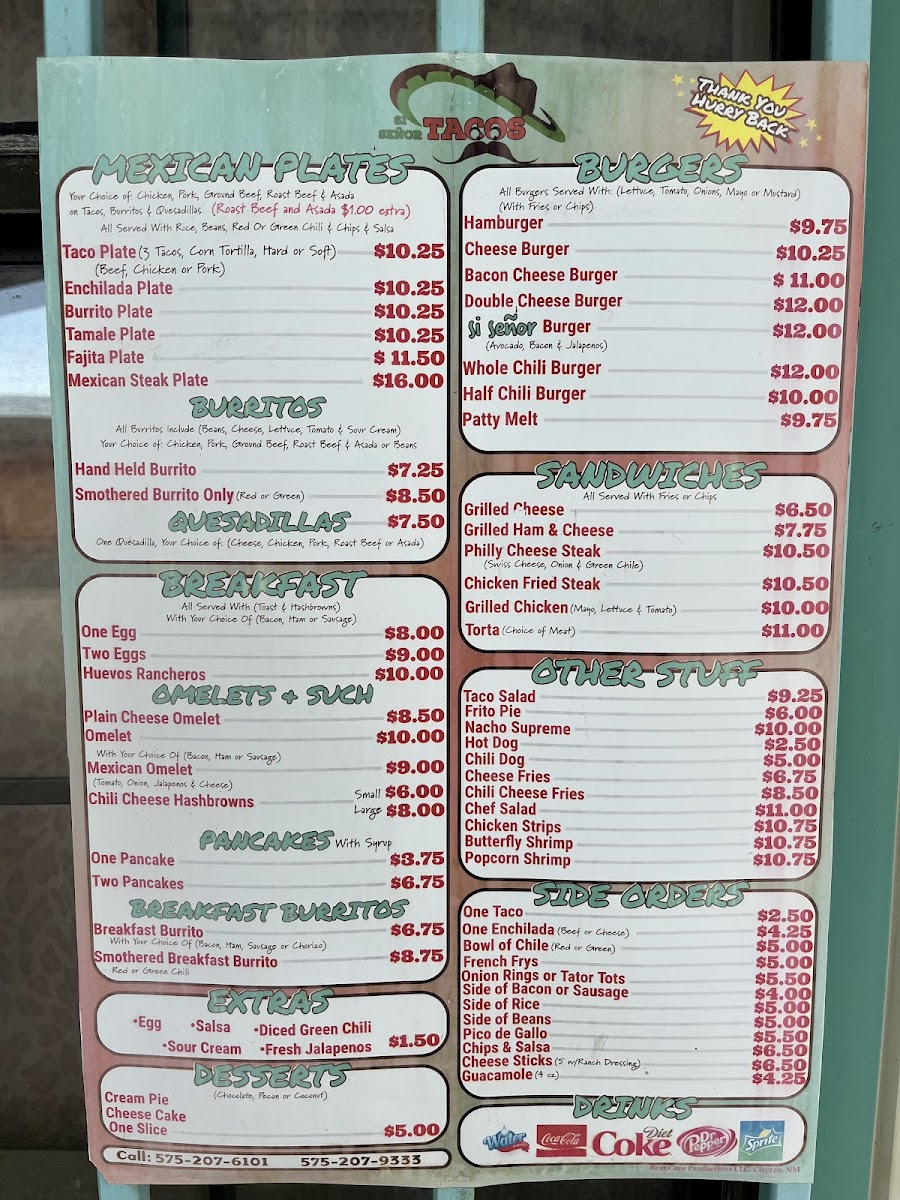 SI SEÑOR TACOS
THANK YOU
HURRY BACK
MEXICAN PLATES
Your Choice of: Chicken, Pork, Ground Beef, Roast Beef & Asada
on Tacos, Burritos & Quesadillas. (Roast Beef and Asada $1.00 extra)
All Served With Rice, Beans, Red Or Green Chili & Chips & Salsa
Taco Plate (3 Tacos, Corn Tortilla, Hard or Soft) $10.25
(Beef, Chicken or Pork)
Enchilada Plate $10.25
Burrito Plate $10.25
Tamale Plate $10.25
Fajita Plate $ 11.50
Mexican Steak Plate $16.00
BURRITOS
All Burritos Include (Beans, Cheese, Lettuce, Tomato & Sour Cream)
Your Choice of: Chicken, Pork, Ground Beef, Roast Beef & Asada or Beans
Hand Held Burrito $7.25
Smothered Burrito Only (Red or Green) $8.50
QUESADILLAS $7.50
One Quesadilla, Your Choice of: (Cheese, Chicken, Pork, Roast Beef or Asada)
BREAKFAST
All Served With (Toast & Hashbrowns)
With Your Choice Of (Bacon, Ham or Sausage)
One Egg $8.00
Two Eggs $9.00
Huevos Rancheros $10.00
OMELETS + SUCH
Plain Cheese Omelet $8.50
Omelet $10.00
With Your Choice Of (Bacon, Ham or Sausage)
Mexican Omelet $9.00
(Tomato, Onion, Jalapenos & Cheese)
Chili Cheese Hashbrowns Small $6.00
Large $8.00
PANCAKES With Syrup
One Pancake $3.75
Two Pancakes $6.75
BREAKFAST BURRITOS
Breakfast Burrito $6.75
With Your Choice Of (Bacon, Ham, Sausage or Chorizo)
Smothered Breakfast Burrito $8.75
Red or Green Chili
EXTRAS
•Egg •Salsa •Diced Green Chili
•Sour Cream •Fresh Jalapenos $1.50
DESSERTS
(Chocolate, Pecan or Coconut)
Cream Pie
Cheese Cake
One Slice $5.00
Call: 575-207-6101 575-207-9333
BURGERS
All Burgers Served With: (Lettuce, Tomato, Onions, Mayo or Mustard)
(With Fries or Chips)
Hamburger $9.75
Cheese Burger $10.25
Bacon Cheese Burger $ 11.00
Double Cheese Burger $12.00
Si Señor Burger $12.00
(Avocado, Bacon & Jalapenos)
Whole Chili Burger $12.00
Half Chili Burger $10.00
Patty Melt $9.75
SANDWICHES
All Served With Fries or Chips
Grilled Cheese $6.50
Grilled Ham & Cheese $7.75
Philly Cheese Steak $10.50
(Swiss Cheese, Onion & Green Chile)
Chicken Fried Steak $10.50
Grilled Chicken (Mayo, Lettuce & Tomato) $10.00
Torta (Choice of Meat) $11.00
OTHER STUFF
Taco Salad $9.25
Frito Pie $6.00
Nacho Supreme $10.00
Hot Dog $2.50
Chili Dog $5.00
Cheese Fries $6.75
Chili Cheese Fries $8.50
Chef Salad $11.00
Chicken Strips $10.75
Butterfly Shrimp $10.75
Popcorn Shrimp $10.75
SIDE ORDERS
One Taco $2.50
One Enchilada (Beef or Cheese) $4.25
Bowl of Chile (Red or Green) $5.00
French Frys $5.00
Onion Rings or Tator Tots $5.50
Side of Bacon or Sausage $4.00
Side of Rice $5.00
Side of Beans $5.00
Pico de Gallo $5.50
Chips & Salsa $6.50
Cheese Sticks (5 w/Ranch Dressing) $6.50
Guacamole (4 oz) $4.25
DRINKS
Water Coca-Cola Diet Coke Dr Pepper Sprite
Bear Cave Productions LLC, Clayton, NM